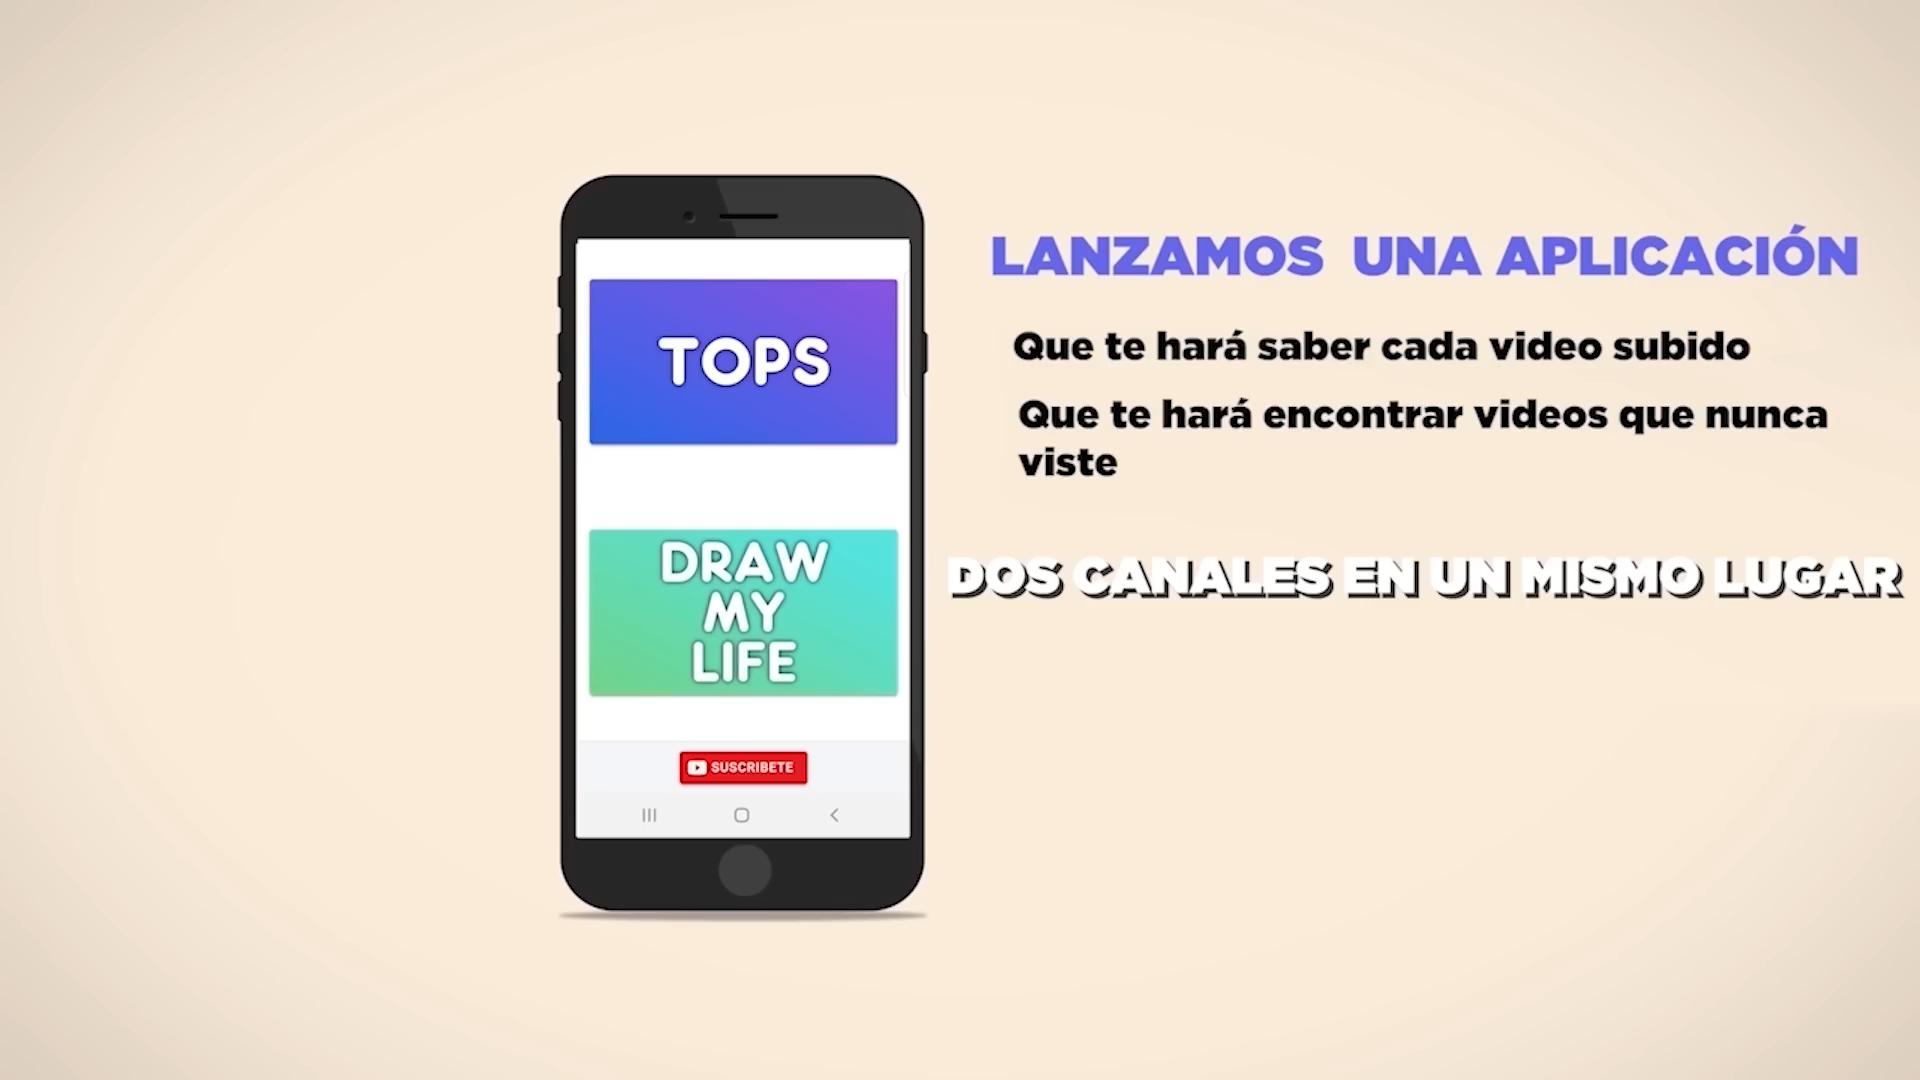 TOPS
DRAW
MY
LIFE
SUSCRIBETE
LANZAMOS UNA APLICACIÓN
Que te hará saber cada video subido
Que te hará encontrar videos que nunca
viste
DOS CANALES EN UN MISMO LUGAR